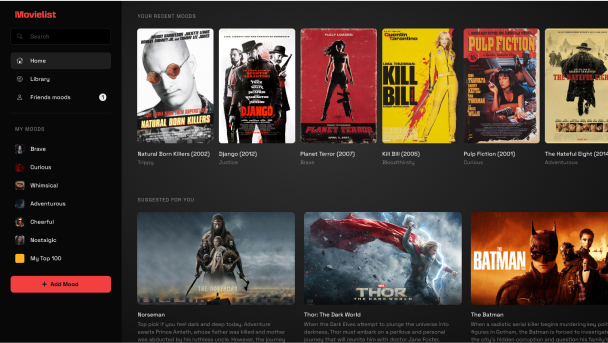 Movielist
Search
Home
Library
Friends moods
1
MY MOODS
Brave
Curious
Whimsical
Adventurous
Cheerful
Nostalgic
My Top 100
+ Add Mood
YOUR RECENT MOODS
NATURAL BORN KILLERS
DJANGO
PLANET TERROR
Quentin
Tarantino
KILL
BILL
PULP FICTION
THE HATEFUL EIGHT
Natural Born Killers (2002)
Trippy
Django (2012)
Justice
Planet Terror (2007)
Brave
Kill Bill (2005)
Bloodthirsty
Pulp Fiction (2001)
Curious
The Hateful Eight (2014
Adventurous
SUGGESTED FOR YOU
THE NORTHMAN
THOR
THE DARK WORLD
THE
BATMAN
Norseman
Top pick if you feel dark and deep today. Adventure
awaits Prince Amleth, whose father was killed and mother
was abducted by his ruthless uncle. However, the journey
Thor: The Dark World
When the Dark Elves attempt to plunge the universe into
darkness, Thor must embark on a perilous and personal
journey that will reunite him with doctor Jane Foster.
The Batman
When a sadistic serial killer begins murdering key politi
figures in Gotham, the Batman is forced to investigate
the city's hidden corruption and question his family